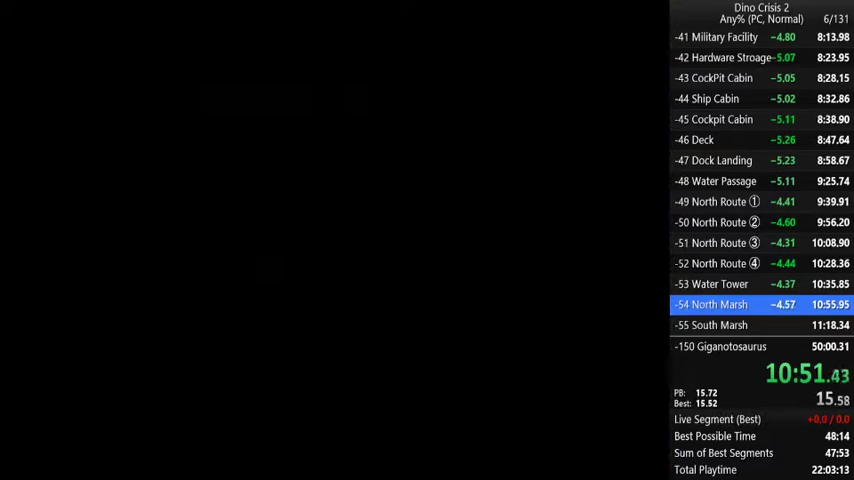 Dino Crisis 2
Any% (PC, Normal) 6/131
-41 Military Facility −4.80 8:13.98
-42 Hardware Stroage −5.07 8:23.95
-43 CockPit Cabin −5.05 8:28.15
-44 Ship Cabin −5.02 8:32.86
-45 Cockpit Cabin −5.11 8:38.90
-46 Deck −5.26 8:47.64
-47 Dock Landing −5.23 8:58.67
-48 Water Passage −5.11 9:25.74
-49 North Route ① −4.41 9:39.91
-50 North Route ② −4.60 9:56.20
-51 North Route ③ −4.31 10:08.90
-52 North Route ④ −4.44 10:28.36
-53 Water Tower −4.37 10:35.85
-54 North Marsh −4.57 10:55.95
-55 South Marsh 11:18.34
-150 Giganotosaurus 50:00.31
10:51.43
PB: 15.72
Best: 15.52
15.58
Live Segment (Best) +0.0 / 0.0
Best Possible Time 48:14
Sum of Best Segments 47:53
Total Playtime 22:03:13